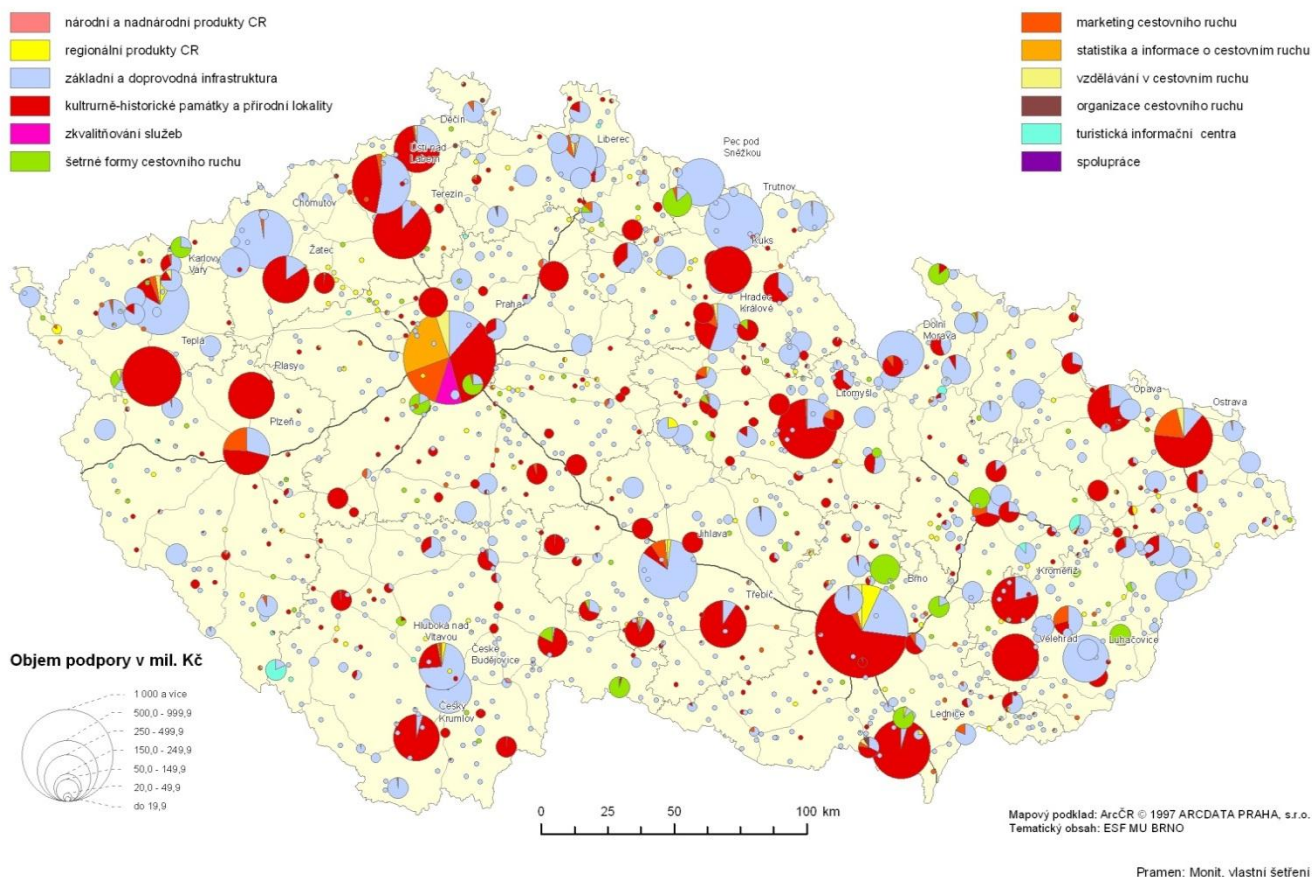 národní a nadnárodní produkty CR
regionální produkty CR
základní a doprovodná infrastruktura
kulturně-historické památky a přírodní lokality
zkvalitňování služeb
šetrné formy cestovního ruchu
marketing cestovního ruchu
statistika a informace o cestovním ruchu
vzdělávání v cestovním ruchu
organizace cestovního ruchu
turistická informační centra
spolupráce
Děčín
Ústí nad
Labem
Liberec
Pec pod
Sněžkou
Trutnov
Chomutov
Terezín
Kuks
Žatec
Karlovy
Vary
Praha
Hradec
Králové
Dolní
Morava
Teplá
Plasy
Litomyšl
Opava
Ostrava
Plzeň
Jihlava
Kroměříž
Brno
Třebíč
Hluboká nad
Vltavou
České
Budějovice
Velehrad
Luhačovice
Český
Krumlov
Lednice
Objem podpory v mil. Kč
1 000 a více
500,0 - 999,9
250 - 499,9
150,0 - 249,9
50,0 - 149,9
20,0 - 49,9
do 19,9
0 25 50 100 km
Mapový podklad: ArcČR © 1997 ARCDATA PRAHA, s.r.o.
Tematický obsah: ESF MU BRNO
Pramen: Monit, vlastní šetření